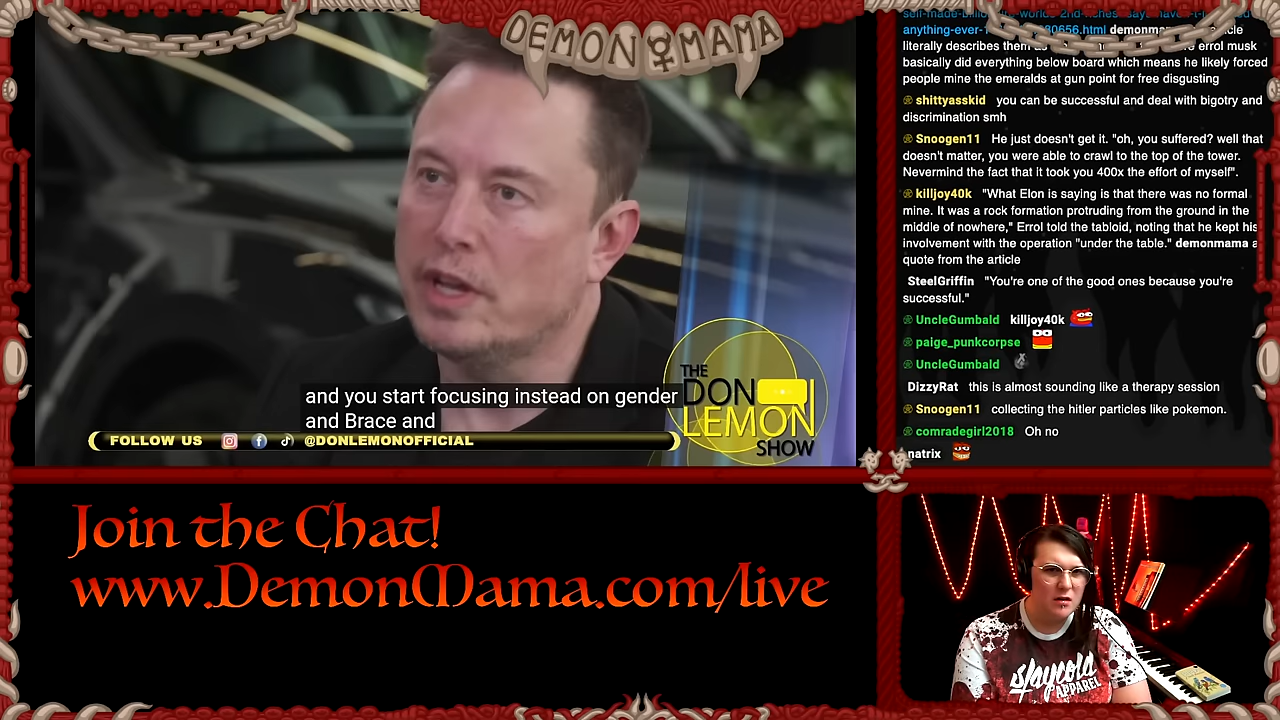 DEMON MAMA
and you start focusing instead on gender
and Brace and
FOLLOW US @DONLEMONOFFICIAL
THE
DON
LEMON
SHOW
anything-ever-
literally describes them errol musk
basically did everything below board which means he likely forced
people mine the emeralds at gun point for free disgusting
shittyasskid you can be successful and deal with bigotry and
discrimination smh
Snoogen11 He just doesn't get it. "oh, you suffered? well that
doesn't matter, you were able to crawl to the top of the tower.
Nevermind the fact that it took you 400x the effort of myself".
killjoy40k "What Elon is saying is that there was no formal
mine. It was a rock formation protruding from the ground in the
middle of nowhere," Errol told the tabloid, noting that he kept his
involvement with the operation "under the table." demonmama a
quote from the article
SteelGriffin "You're one of the good ones because you're
successful."
UncleGumbald killjoy40k
paige_punkcorpse
UncleGumbald
DizzyRat this is almost sounding like a therapy session
Snoogen11 collecting the hitler particles like pokemon.
comradegirl2018 Oh no
natrix
Join the Chat!
www.DemonMama.com/live
slaycold
APPAREL